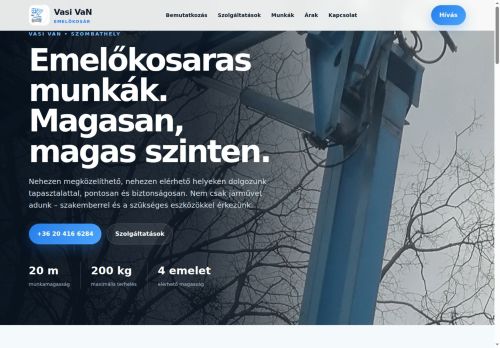 Vasi VaN
EMELŐKOSÁR
Bemutatkozás Szolgáltatások Munkák Árak Kapcsolat
Hívás
VASI VAN • SZOMBATHELY
Emelőkosaras
munkák.
Magasan,
magas szinten.
Nehezen megközelíthető, nehezen elérhető helyeken dolgozunk
tapasztalattal, pontosan és biztonságosan. Nem csak járművet
adunk – szakemberrel és a szükséges eszközökkel érkezünk.
+36 20 416 6284 Szolgáltatások
20 m 200 kg 4 emelet
munkamagasság maximális terhelés elérhető magasság